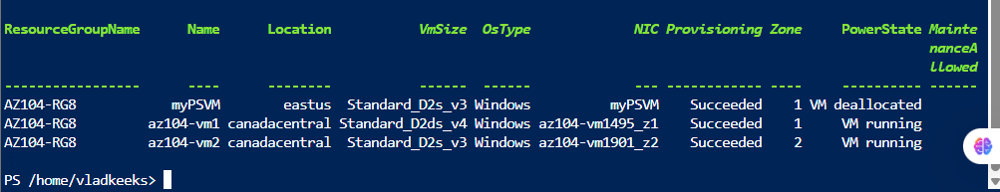 ResourceGroupName Name Location VmSize OsType NIC Provisioning Zone PowerState Mainte
nanceA
llowed
----------------- ---- -------- ------ ------ --- ------------ ---- ---------- ------
AZ104-RG8 myPSVM eastus Standard_D2s_v3 Windows myPSVM Succeeded 1 VM deallocated
AZ104-RG8 az104-vm1 canadacentral Standard_D2ds_v4 Windows az104-vm1495_z1 Succeeded 1 VM running
AZ104-RG8 az104-vm2 canadacentral Standard_D2s_v3 Windows az104-vm1901_z2 Succeeded 2 VM running
PS /home/vladkeeks>